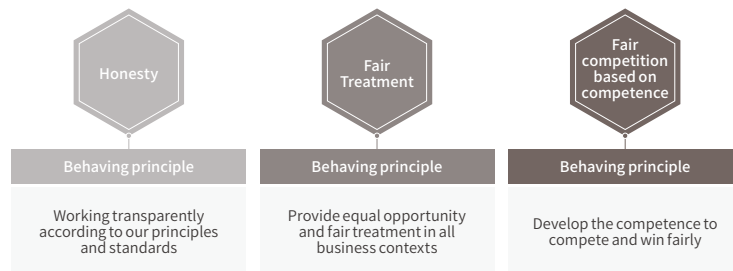 Honesty
Behaving principle
Working transparently
according to our principles
and standards
Fair
Treatment
Behaving principle
Provide equal opportunity
and fair treatment in all
business contexts
Fair
competition
based on
competence
Behaving principle
Develop the competence to
compete and win fairly